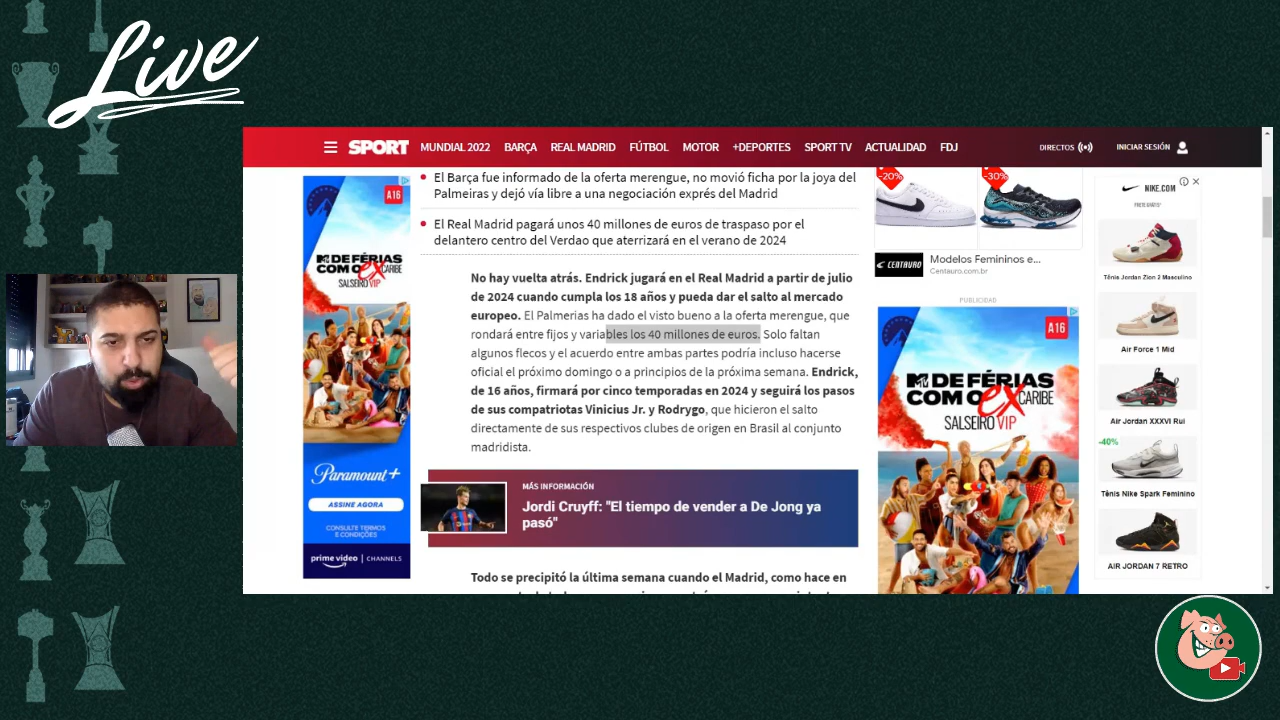 Live
SPORT MUNDIAL 2022 BARÇA REAL MADRID FÚTBOL MOTOR +DEPORTES SPORT TV ACTUALIDAD FDJ DIRECTOS INICIAR SESIÓN
El Barça fue informado de la oferta merengue, no movió ficha por la joya del
Palmeiras y dejó vía libre a una negociación exprés del Madrid
El Real Madrid pagará unos 40 millones de euros de traspaso por el
delantero centro del Verdao que aterrizará en el verano de 2024
No hay vuelta atrás. Endrick jugará en el Real Madrid a partir de julio
de 2024 cuando cumpla los 18 años y pueda dar el salto al mercado
europeo. El Palmerias ha dado el visto bueno a la oferta merengue, que
rondará entre fijos y variables los 40 millones de euros. Solo faltan
algunos flecos y el acuerdo entre ambas partes podría incluso hacerse
oficial el próximo domingo o a principios de la próxima semana. Endrick,
de 16 años, firmará por cinco temporadas en 2024 y seguirá los pasos
de sus compatriotas Vinicius Jr. y Rodrygo, que hicieron el salto
directamente de sus respectivos clubes de origen en Brasil al conjunto
madridista.
MÁS INFORMACIÓN
Jordi Cruyff: "El tiempo de vender a De Jong ya
pasó"
Todo se precipitó la última semana cuando el Madrid, como hace en
A16
MTV DE FÉRIAS
COM O ex CARIBE
SALSEIRO VIP
Paramount+
ASSINE AGORA
CONSULTE TERMOS
E CONDIÇÕES
prime video | CHANNELS
-20%
-30%
CENTAURO
Modelos Femininos e...
Centauro.com.br
PUBLICIDAD
A16
MTV DE FÉRIAS
COM O ex CARIBE
SALSEIRO VIP
NIKE.COM
FRETE GRÁTIS*
Tênis Jordan Zion 2 Masculino
Air Force 1 Mid
Air Jordan XXXVI Rui
-40%
Tênis Nike Spark Feminino
AIR JORDAN 7 RETRO